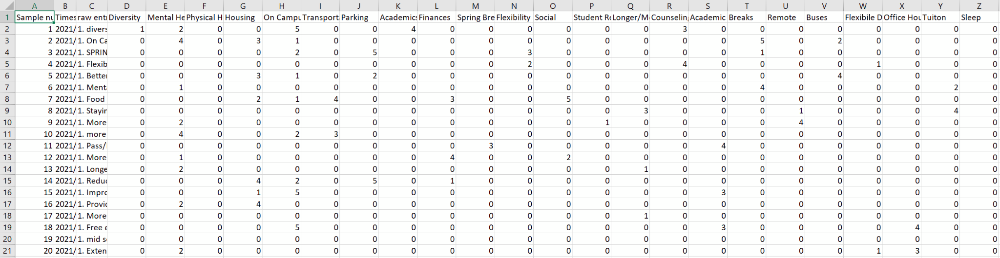 A B C D E F G H I J K L M N O P Q R S T U V W X Y Z
1 Sample nu Times raw enti Diversity Mental He Physical H Housing On Campu Transport Parking Academics Finances Spring Bre Flexibility Social Student Re Longer/M Counselin Academic Breaks Remote Buses Flexibile D Office Hou Tuiton Sleep
2 1 2021/ 1. divers 1 2 0 0 5 0 0 4 0 0 0 0 0 0 3 0 0 0 0 0 0 0 0
3 2 2021/ 1. On Ca 0 4 0 3 1 0 0 0 0 0 0 0 0 0 0 0 5 0 2 0 0 0 0
4 3 2021/ 1. SPRIN 0 0 0 0 2 0 5 0 0 0 3 0 0 0 0 0 1 0 0 0 0 0 0
5 4 2021/ 1. Flexib 0 0 0 0 0 0 0 0 0 0 2 0 0 0 4 0 0 0 0 1 0 0 0
6 5 2021/ 1. Better 0 0 0 3 1 0 2 0 0 0 0 0 0 0 0 0 0 0 4 0 0 0 0
7 6 2021/ 1. Menta 0 1 0 0 0 0 0 0 0 0 0 0 0 0 0 0 4 0 0 0 0 2 0
8 7 2021/ 1. Food 0 0 0 2 1 4 0 0 3 0 0 5 0 0 0 0 0 0 0 0 0 0 0
9 8 2021/ 1. Stayin 0 0 0 0 0 0 0 0 0 0 0 0 0 3 0 0 0 1 0 0 0 4 0
10 9 2021/ 1. More 0 2 0 0 0 0 0 0 0 0 0 0 1 0 0 0 0 4 0 0 0 0 0
11 10 2021/ 1. more 0 4 0 0 2 3 0 0 0 0 0 0 0 0 0 0 0 0 0 0 0 0 0
12 11 2021/ 1. Pass/ 0 0 0 0 0 0 0 0 0 3 0 0 0 0 0 4 0 0 0 0 0 0 0
13 12 2021/ 1. More 0 1 0 0 0 0 0 0 4 0 0 2 0 0 0 0 0 0 0 0 0 0 0
14 13 2021/ 1. Longe 0 2 0 0 0 0 0 0 0 0 0 0 0 1 0 0 0 0 0 0 0 0 0
15 14 2021/ 1. Reduc 0 0 0 4 2 0 5 0 1 0 0 0 0 0 0 0 0 0 0 0 0 0 0
16 15 2021/ 1. Impro 0 0 0 1 5 0 0 0 0 0 0 0 0 0 0 3 0 0 0 0 0 0 0
17 16 2021/ 1. Provid 0 2 0 4 0 0 0 0 0 0 0 0 0 0 0 0 0 0 0 0 0 0 0
18 17 2021/ 1. More 0 0 0 0 0 0 0 0 0 0 0 0 0 1 0 0 0 0 0 0 0 0 0
19 18 2021/ 1. Free e 0 0 0 0 5 0 0 0 0 0 0 0 0 0 0 3 0 0 0 0 4 0 0
20 19 2021/ 1. mid s 0 0 0 0 0 0 0 0 0 0 0 0 0 0 0 0 0 0 0 0 0 0 0
21 20 2021/ 1. Exten 0 2 0 0 0 0 0 0 0 0 0 0 0 0 0 0 0 0 0 1 3 0 0